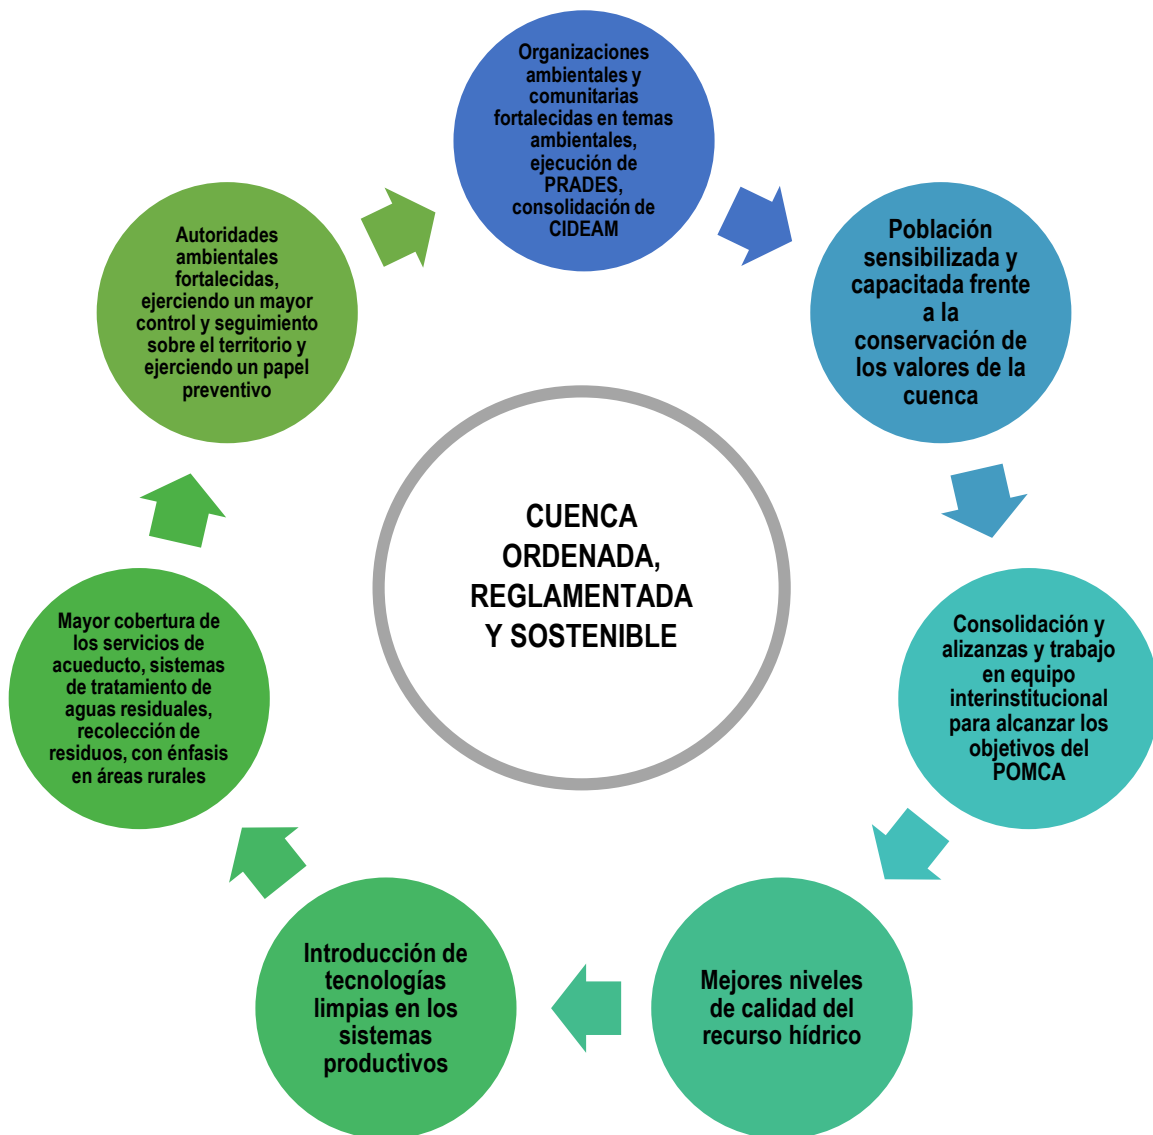 Organizaciones
ambientales y
comunitarias
fortalecidas en temas
ambientales,
ejecución de
PRADES,
consolidación de
CIDEAM
Población
sensibilizada y
capacitada frente
a la
conservación de
los valores de la
cuenca
Consolidación y
alizanzas y trabajo
en equipo
interinstitucional
para alcanzar los
objetivos del
POMCA
Mejores niveles
de calidad del
recurso hídrico
Introducción de
tecnologías
limpias en los
sistemas
productivos
Mayor cobertura de
los servicios de
acueducto, sistemas
de tratamiento de
aguas residuales,
recolección de
residuos, con énfasis
en áreas rurales
Autoridades
ambientales
fortalecidas,
ejerciendo un mayor
control y seguimiento
sobre el territorio y
ejerciendo un papel
preventivo
CUENCA
ORDENADA,
REGLAMENTADA
Y SOSTENIBLE